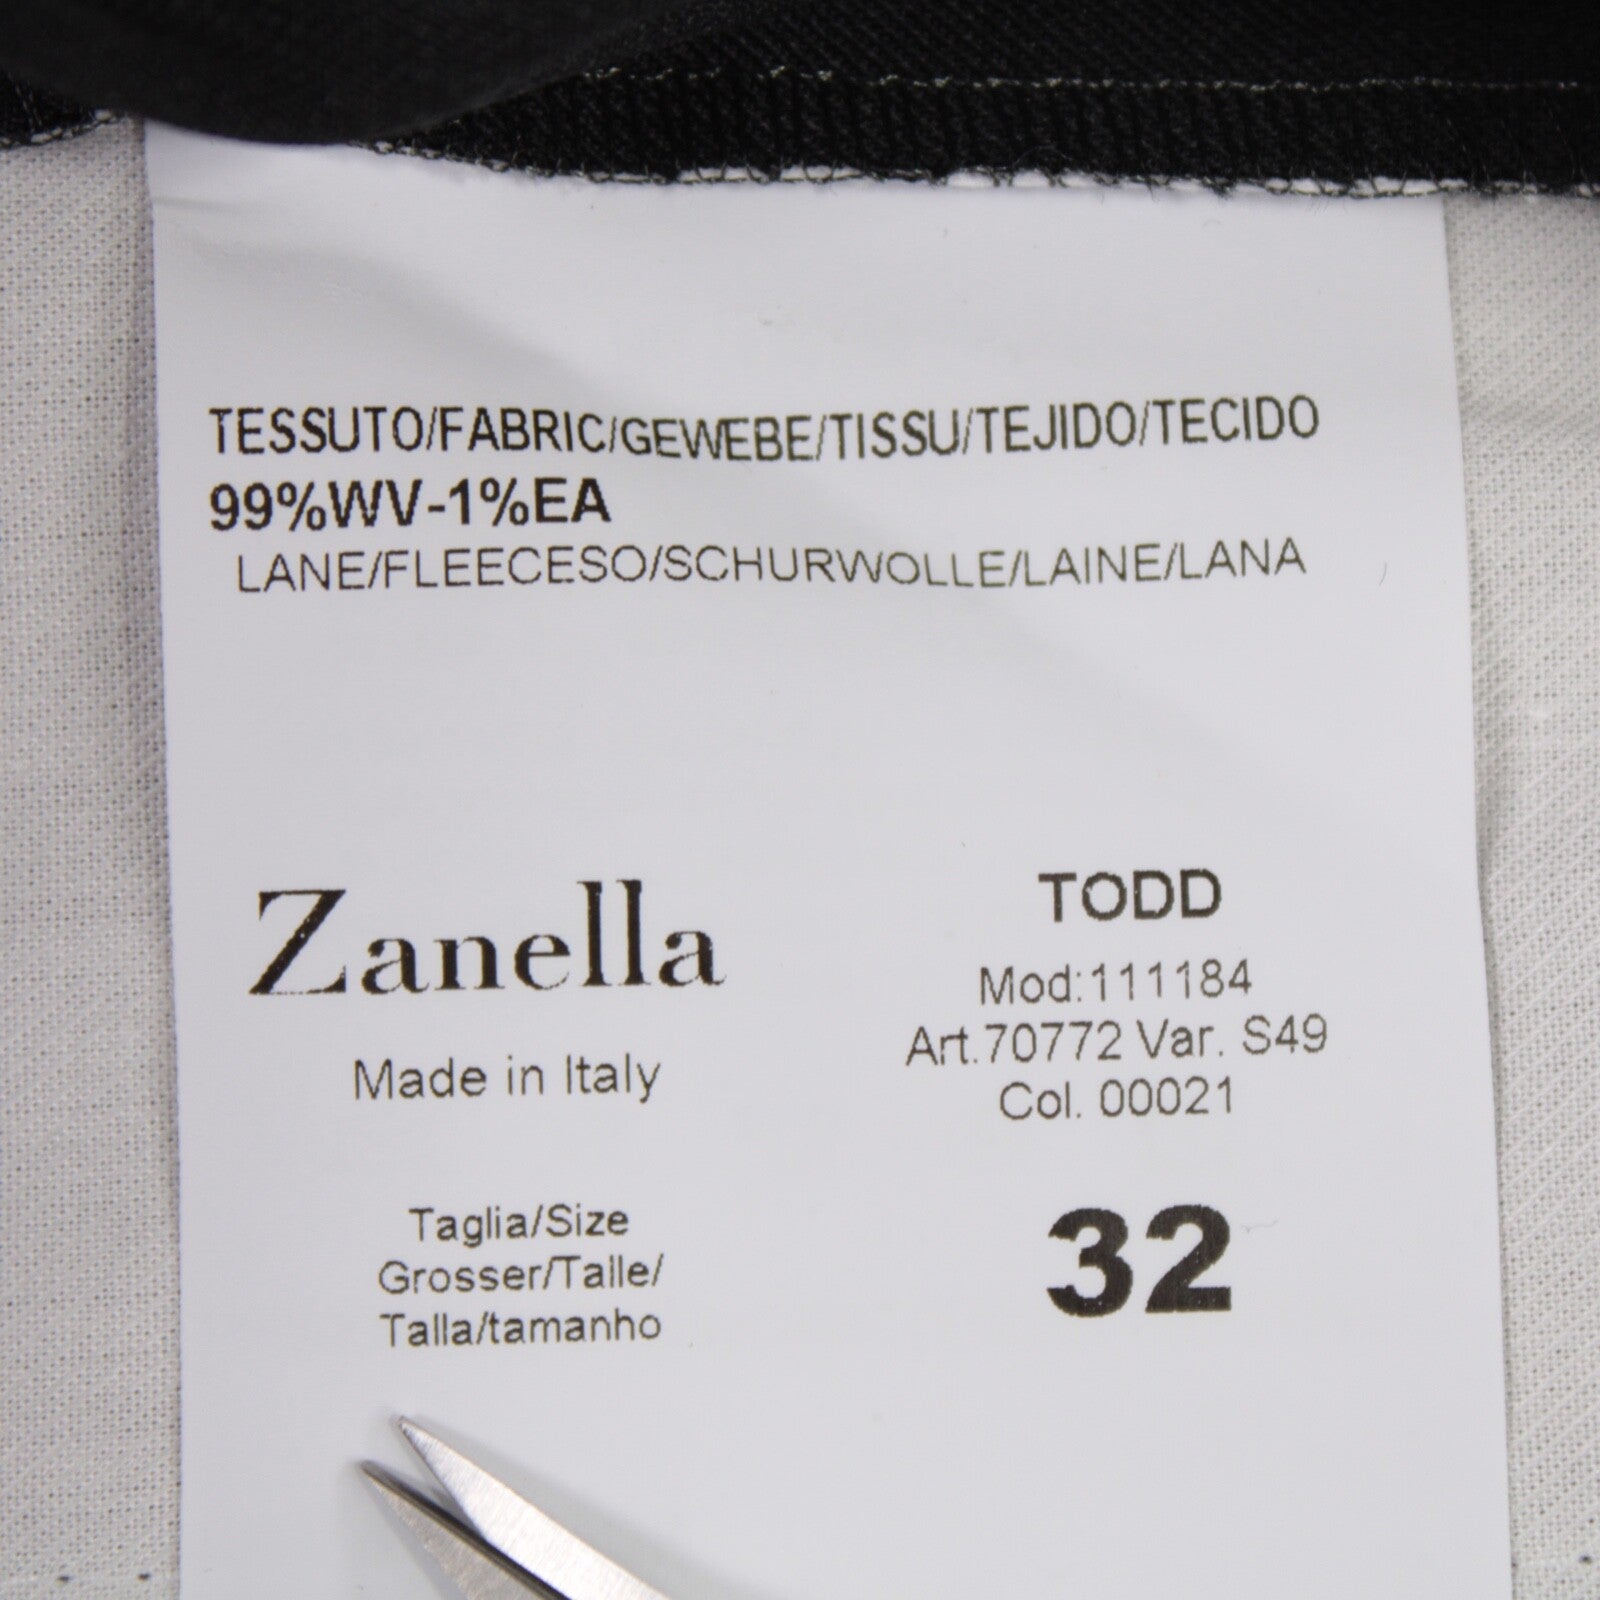 TESSUTO/FABRIC/GEWEBE/TISSU/TEJIDO/TECIDO
99%WV-1%EA
LANE/FLEECESO/SCHURWOLLE/LAINE/LANA
Zanella
Made in Italy
TODD
Mod:111184
Art.70772 Var. S49
Col. 00021
Taglia/Size
Grosser/Taille/
Talla/tamanho
32